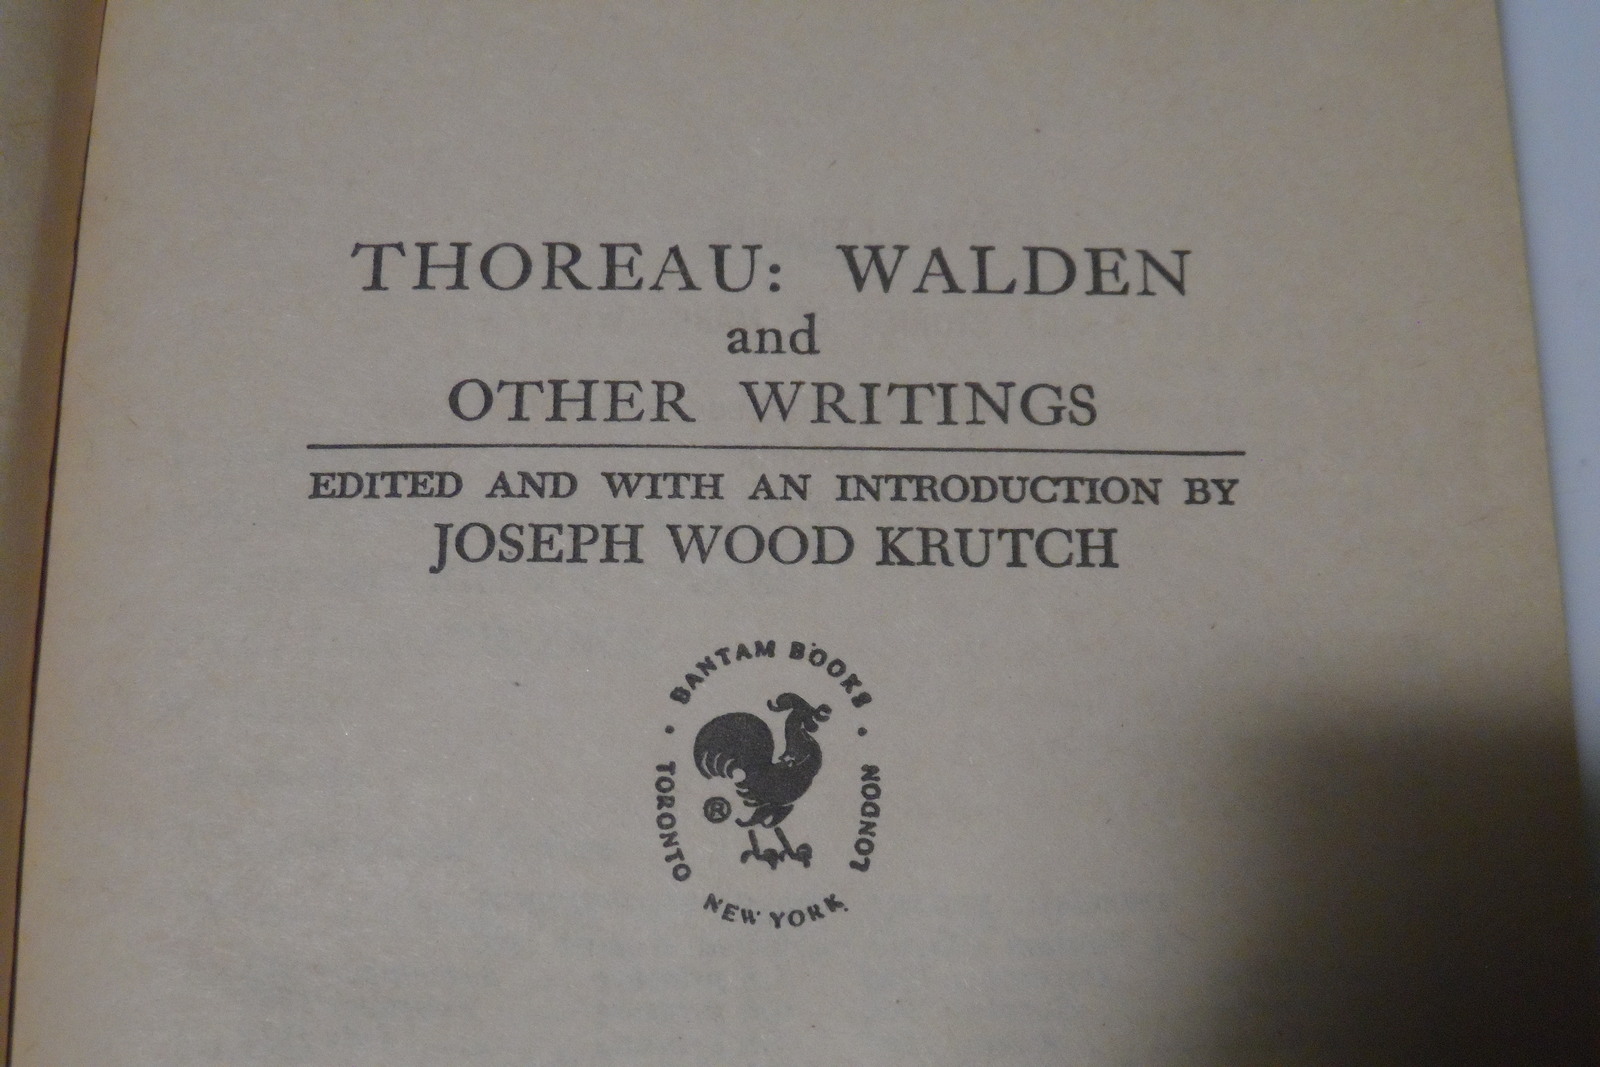 THOREAU: WALDEN
and
OTHER WRITINGS
EDITED AND WITH AN INTRODUCTION BY
JOSEPH WOOD KRUTCH
· BANTAM BOOKS ·
TORONTO NEW YORK LONDON
®